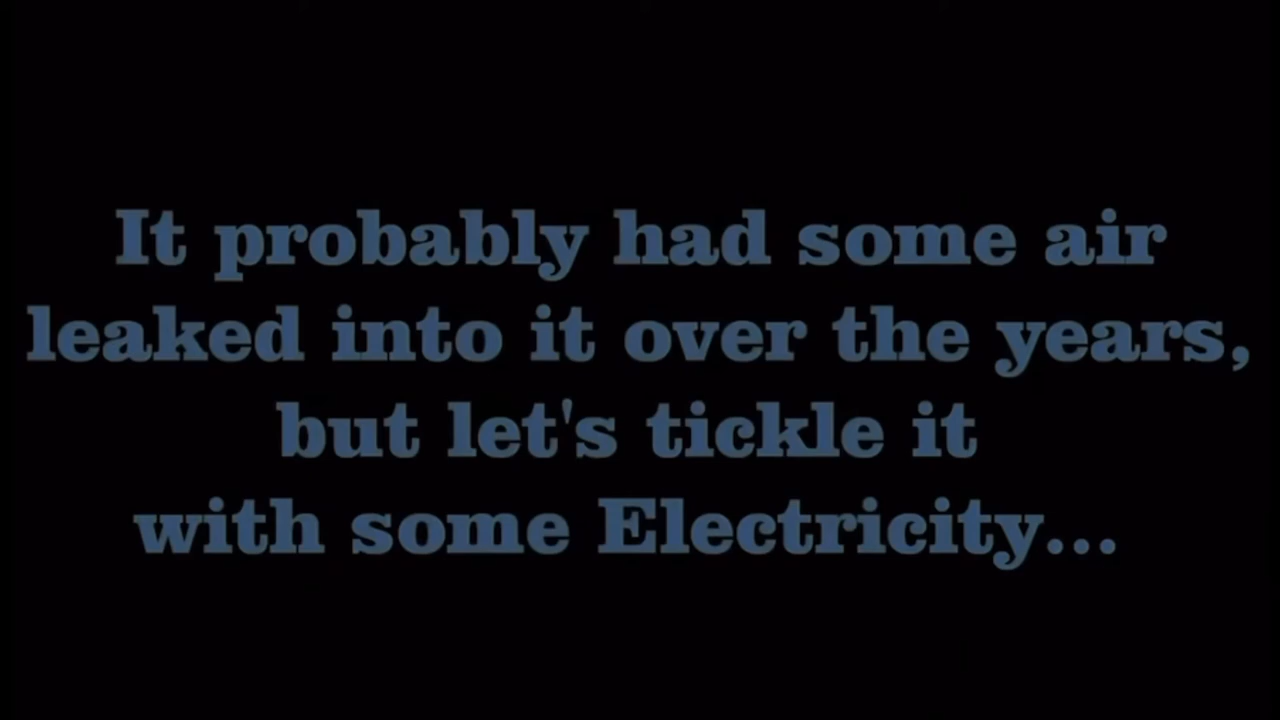 It probably had some air
leaked into it over the years,
but let's tickle it
with some Electricity...